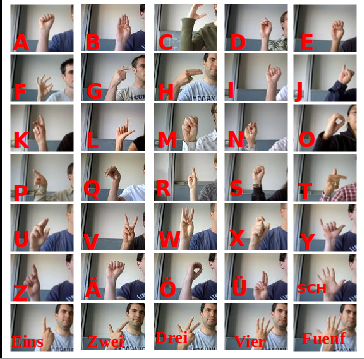 A B C D E
F G H I J
K L M N O
P Q R S T
U V W X Y
Z Ä Ö Ü SCH
Eins Zwei Drei Vier Fuenf